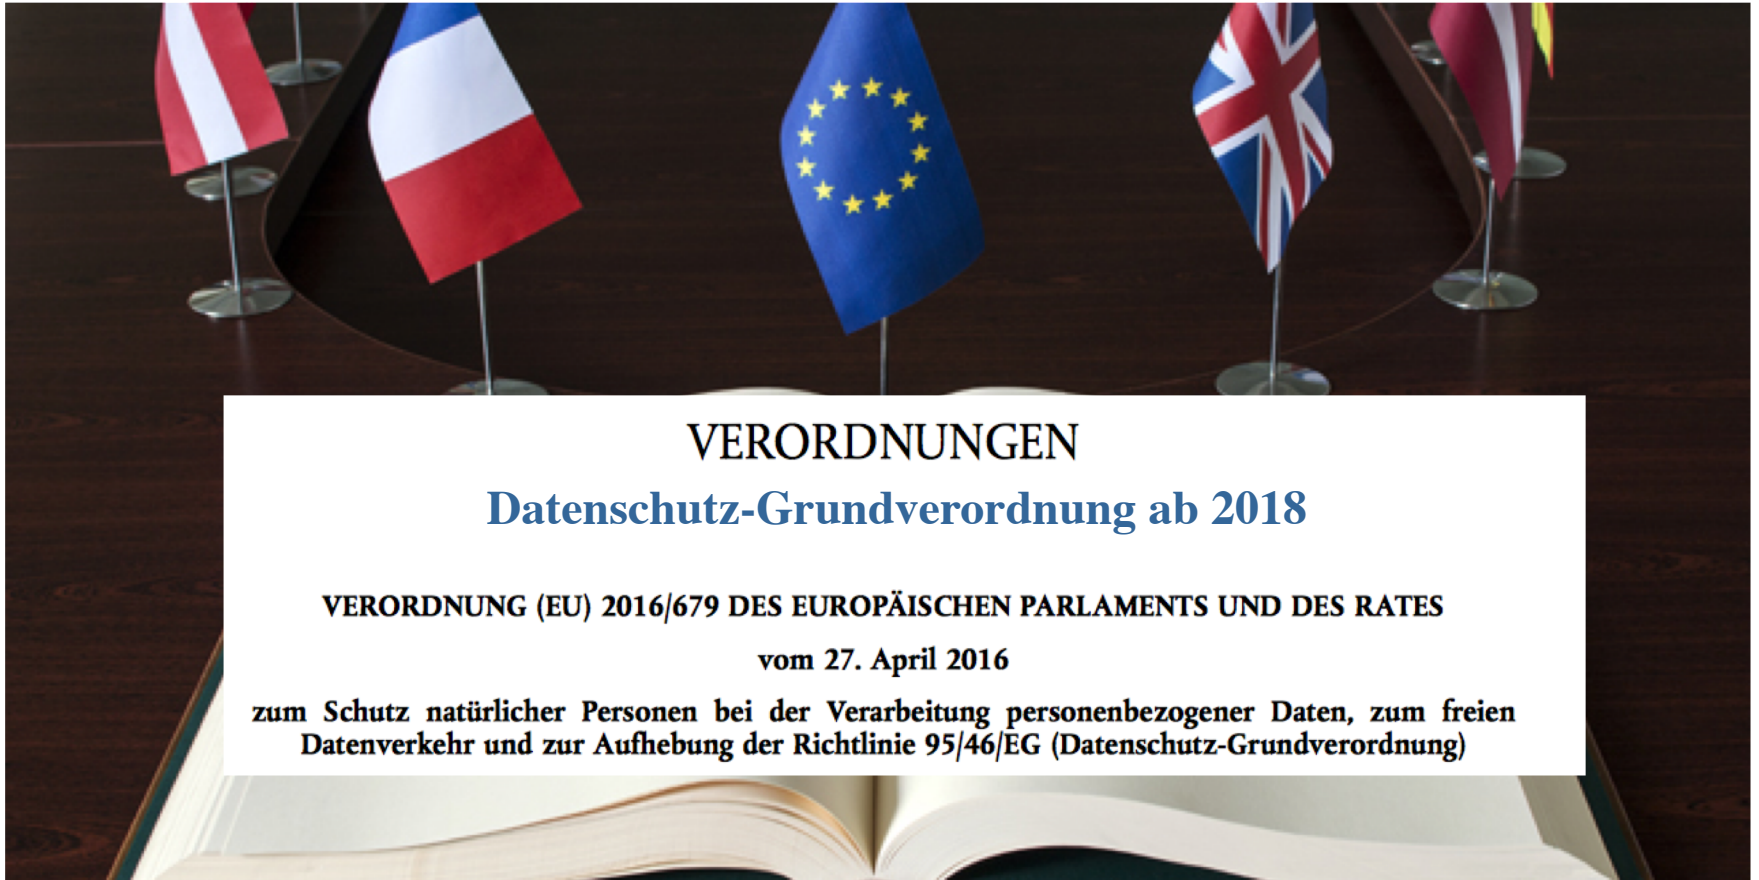 VERORDNUNGEN
Datenschutz-Grundverordnung ab 2018
VERORDNUNG (EU) 2016/679 DES EUROPÄISCHEN PARLAMENTS UND DES RATES
vom 27. April 2016
zum Schutz natürlicher Personen bei der Verarbeitung personenbezogener Daten, zum freien
Datenverkehr und zur Aufhebung der Richtlinie 95/46/EG (Datenschutz-Grundverordnung)